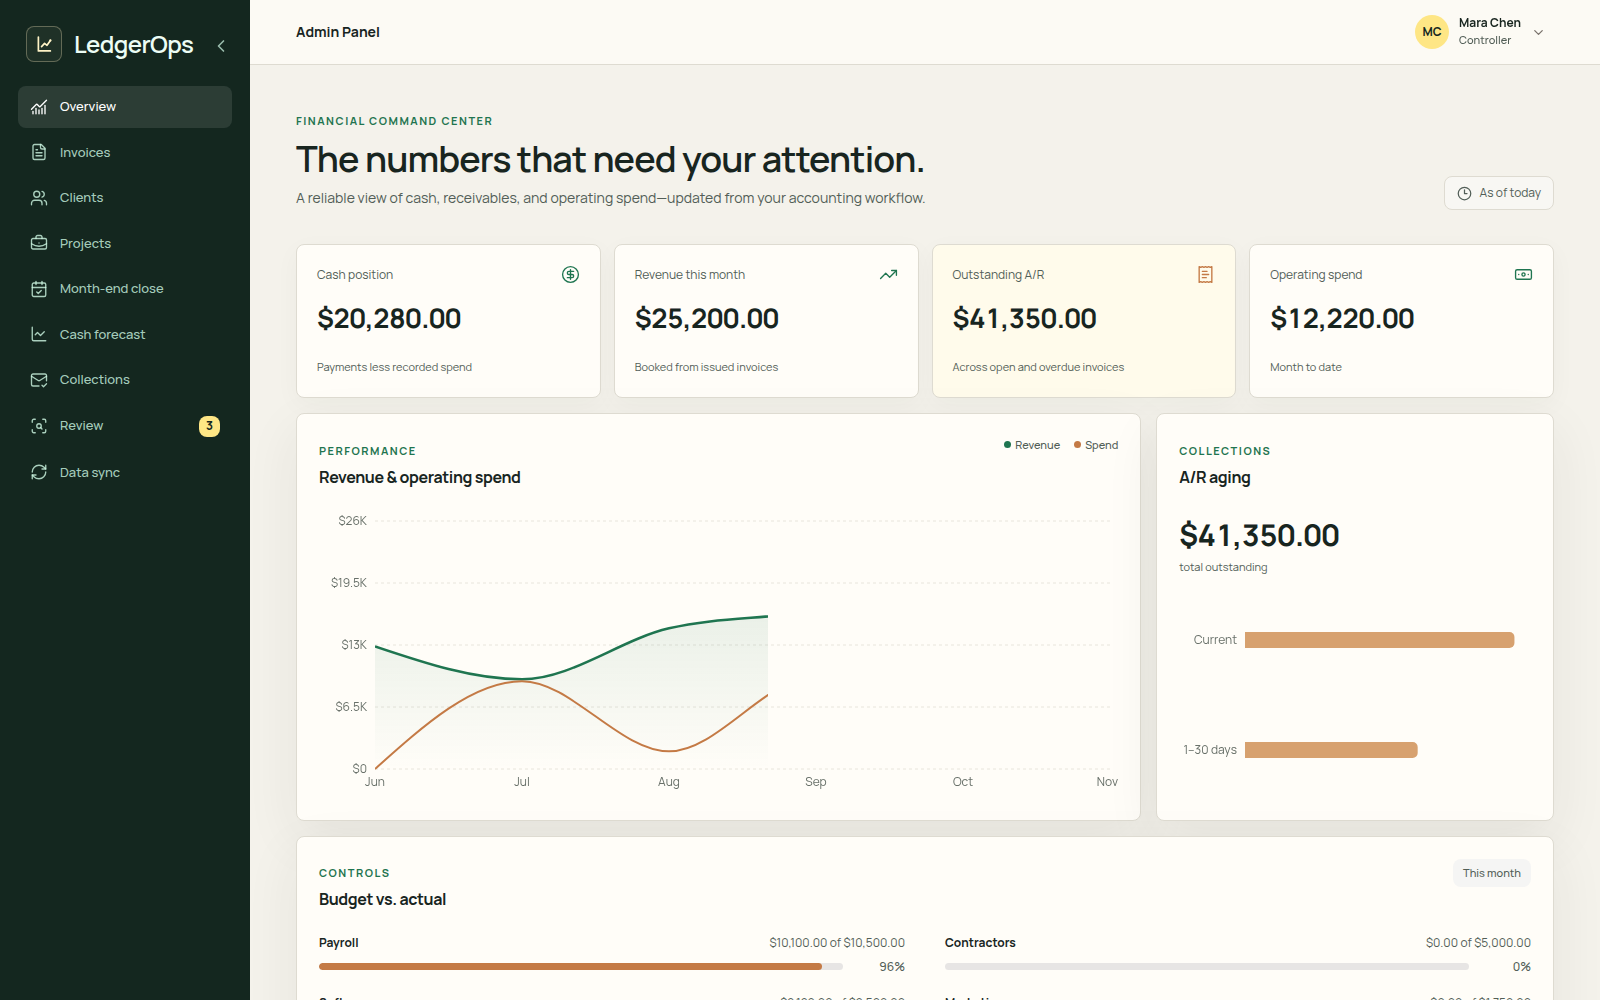 LedgerOps
Overview
Invoices
Clients
Projects
Month-end close
Cash forecast
Collections
Review 3
Data sync
Admin Panel
MC
Mara Chen
Controller
FINANCIAL COMMAND CENTER
The numbers that need your attention.
A reliable view of cash, receivables, and operating spend—updated from your accounting workflow.
As of today
Cash position
$20,280.00
Payments less recorded spend
Revenue this month
$25,200.00
Booked from issued invoices
Outstanding A/R
$41,350.00
Across open and overdue invoices
Operating spend
$12,220.00
Month to date
PERFORMANCE
Revenue & operating spend
Revenue Spend
$26K
$19.5K
$13K
$6.5K
$0
Jun Jul Aug Sep Oct Nov
COLLECTIONS
A/R aging
$41,350.00
total outstanding
Current
1–30 days
CONTROLS
Budget vs. actual
This month
Payroll $10,100.00 of $10,500.00
96%
Contractors $0.00 of $5,000.00
0%